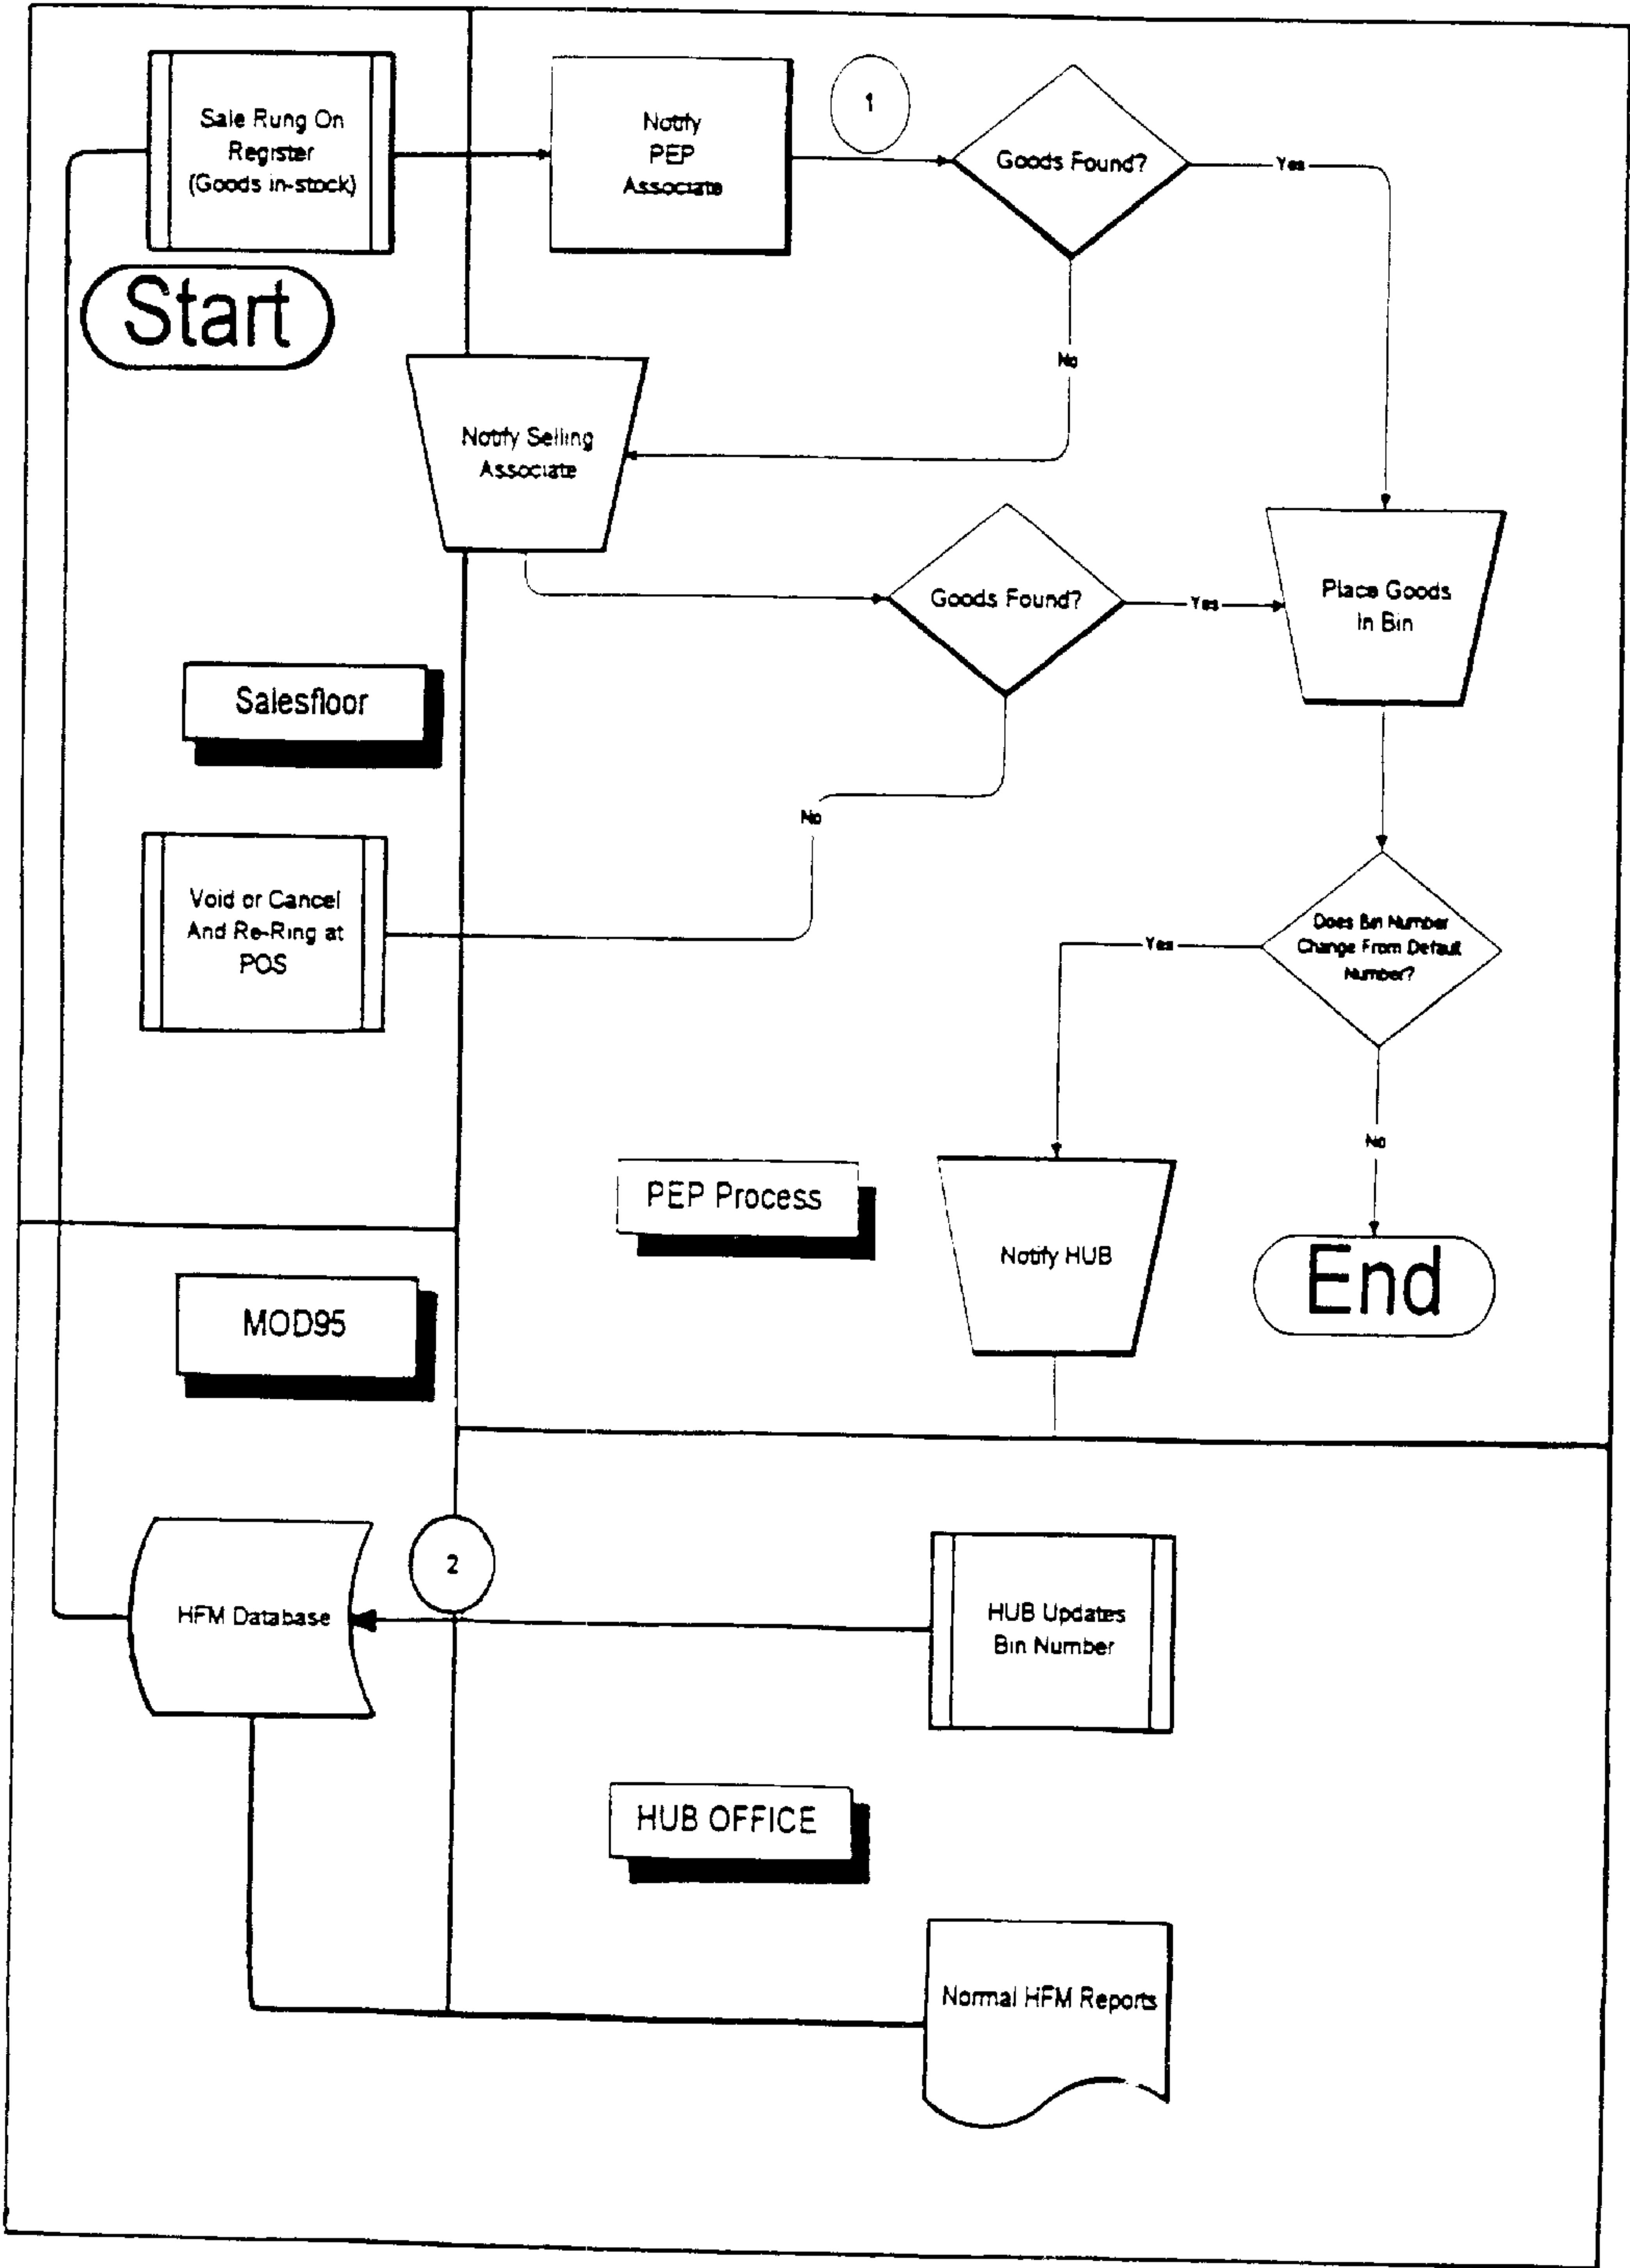 Sale Rung On
Register
(Goods in-stock)
Notify
PEP
Associate
1
Goods Found?
Yes
Start
No
Notify Selling
Associate
Goods Found?
Yes
Place Goods
In Bin
Salesfloor
No
Void or Cancel
And Re-Ring at
POS
Does Bin Number
Change From Default
Number?
Yes
No
PEP Process
Notify HUB
End
MOD95
2
HFM Database
HUB Updates
Bin Number
HUB OFFICE
Normal HFM Reports